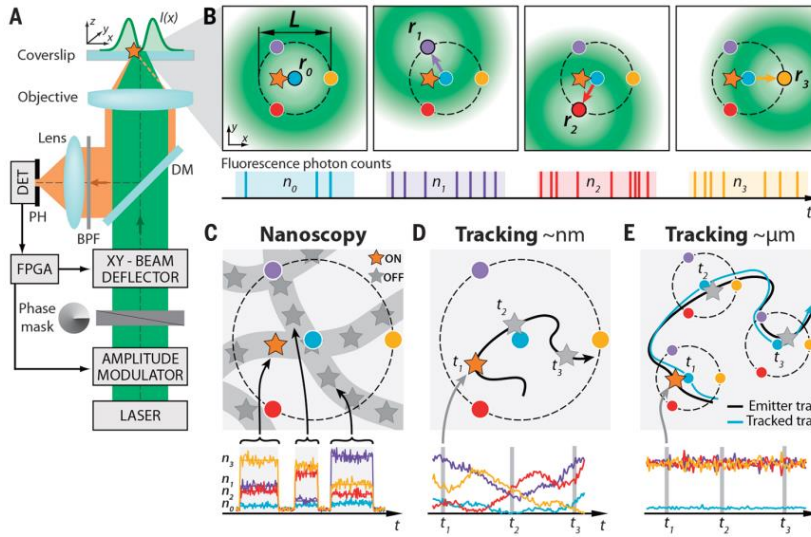 A
z
y
x
I(x)
Coverslip
Objective
Lens
DM
DET
PH
BPF
FPGA
XY - BEAM
DEFLECTOR
Phase
mask
AMPLITUDE
MODULATOR
LASER
B
L
r0
r1
r2
r3
y
x
Fluorescence photon counts
n0
n1
n2
n3
t
C Nanoscopy
ON
OFF
n3
n1
n2
n0
t
D Tracking ~nm
t1
t2
t3
t1
t2
t3
t
E Tracking ~µm
t2
t3
t1
Emitter
Tracked
t1
t2
t3
t